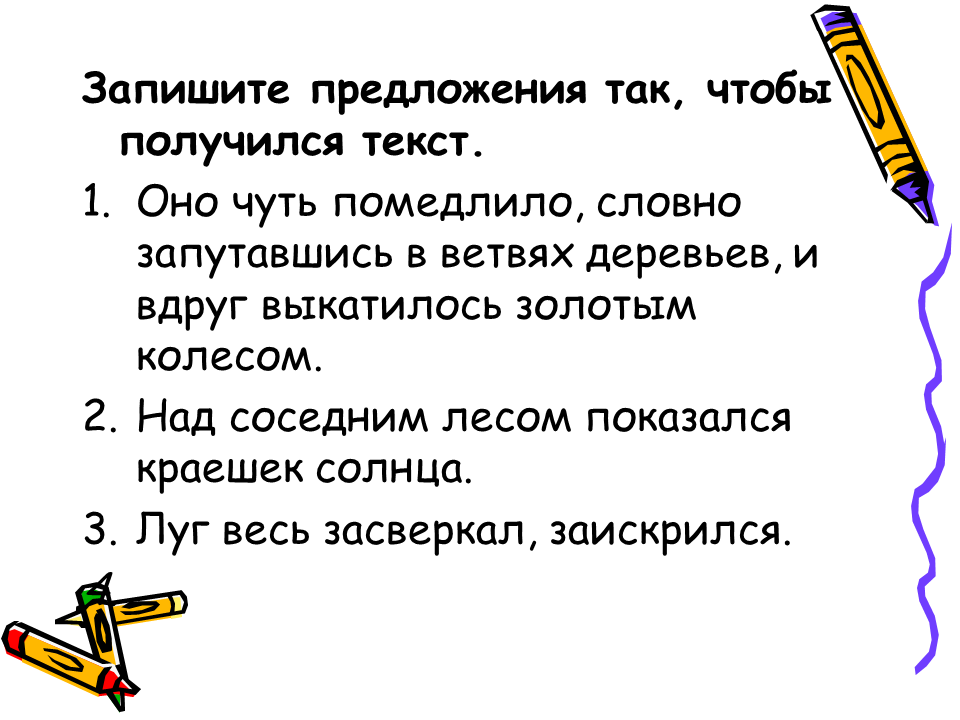 Запишите предложения так, чтобы
получился текст.
1. Оно чуть помедлило, словно
запутавшись в ветвях деревьев, и
вдруг выкатилось золотым
колесом.
2. Над соседним лесом показался
краешек солнца.
3. Луг весь засверкал, заискрился.